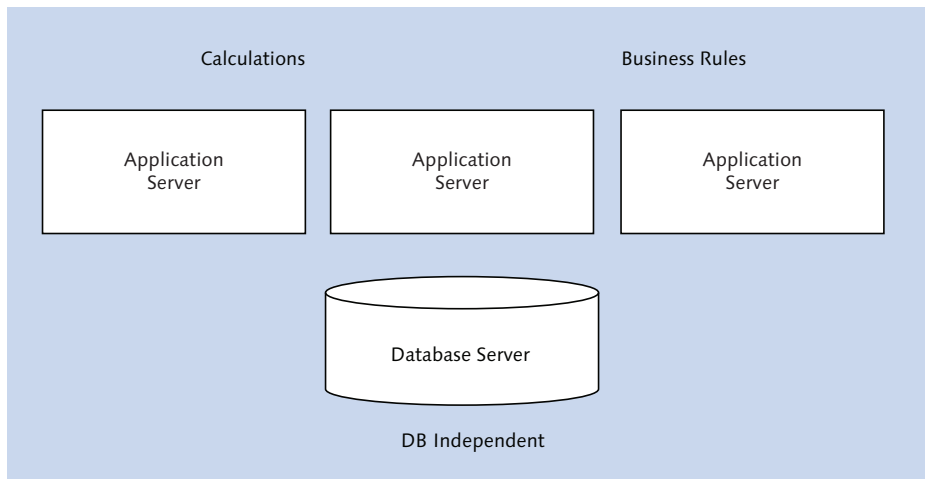 Calculations
Business Rules
Application
Server
Application
Server
Application
Server
Database Server
DB Independent